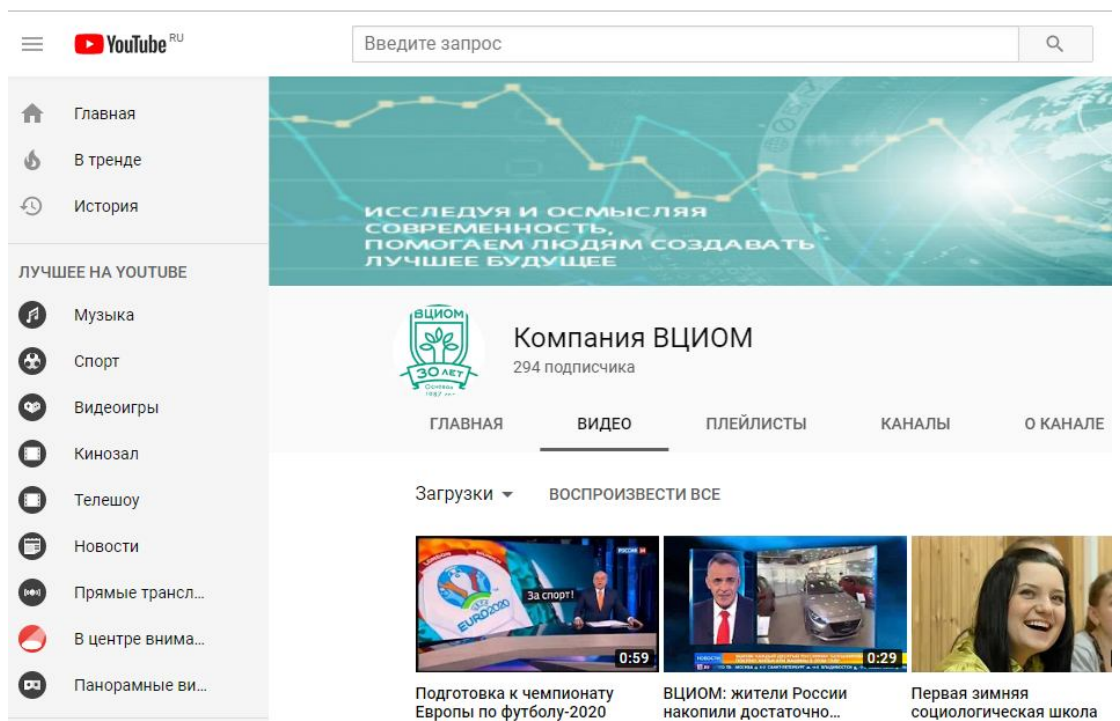 YouTube RU
Введите запрос
Главная
В тренде
История
ЛУЧШЕЕ НА YOUTUBE
Музыка
Спорт
Видеоигры
Кинозал
Телешоу
Новости
Прямые трансл...
В центре внима...
Панорамные ви...
ИССЛЕДУЯ И ОСМЫСЛЯЯ
СОВРЕМЕННОСТЬ,
ПОМОГАЕМ ЛЮДЯМ СОЗДАВАТЬ
ЛУЧШЕЕ БУДУЩЕЕ
ВЦИОМ
30 ЛЕТ
Компания ВЦИОМ
294 подписчика
ГЛАВНАЯ
ВИДЕО
ПЛЕЙЛИСТЫ
КАНАЛЫ
О КАНАЛЕ
Загрузки
ВОСПРОИЗВЕСТИ ВСЕ
РОССИЯ 24
За спорт!
EURO2020
0:59
Подготовка к чемпионату
Европы по футболу-2020
НОВОСТИ
0:29
ВЦИОМ: жители России
накопили достаточно...
Первая зимняя
социологическая школа